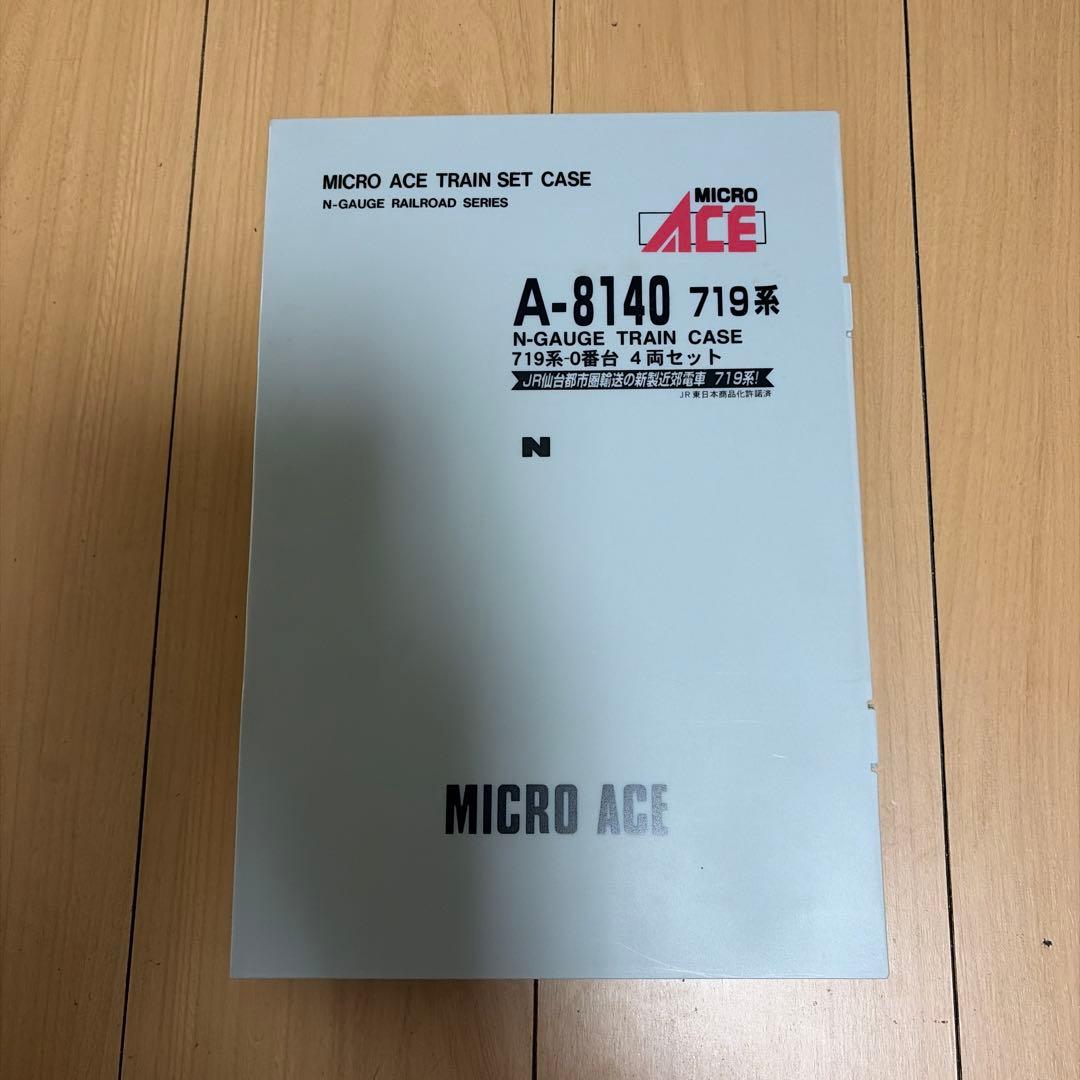 MICRO ACE TRAIN SET CASE
N-GAUGE RAILROAD SERIES
MICRO
ACE
A-8140 719系
N-GAUGE TRAIN CASE
719系-0番台 4両セット
JR仙台都市圏輸送の新製近郊電車 719系!
JR東日本商品化許諾済
N
MICRO ACE